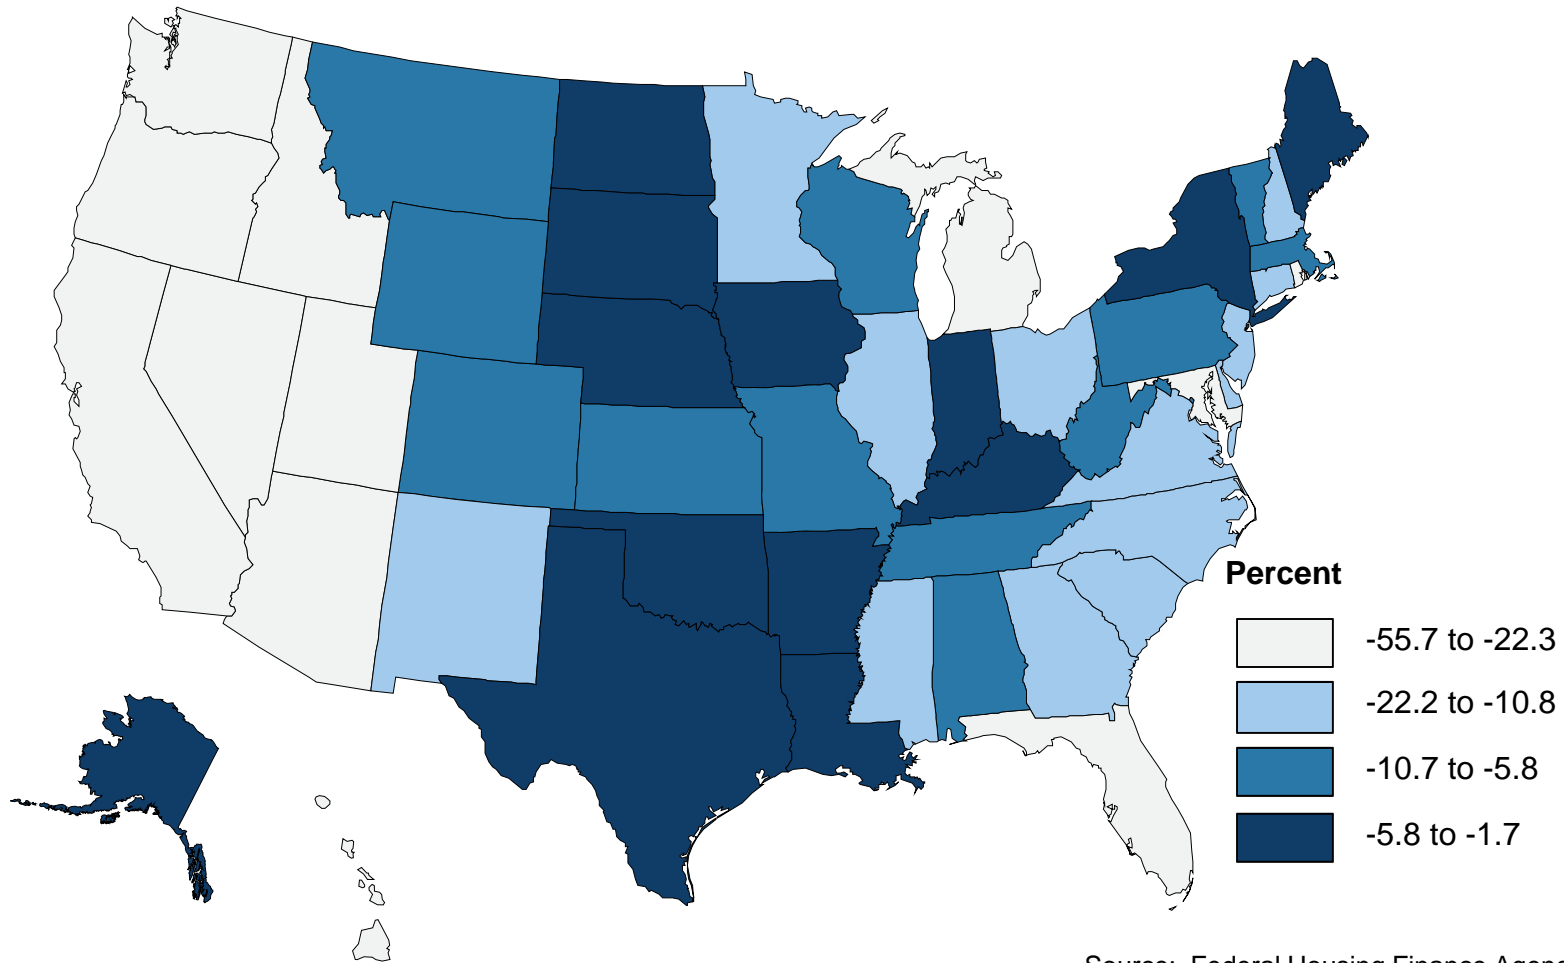 Percent
-55.7 to -22.3
-22.2 to -10.8
-10.7 to -5.8
-5.8 to -1.7
Source: Federal Housing Finance